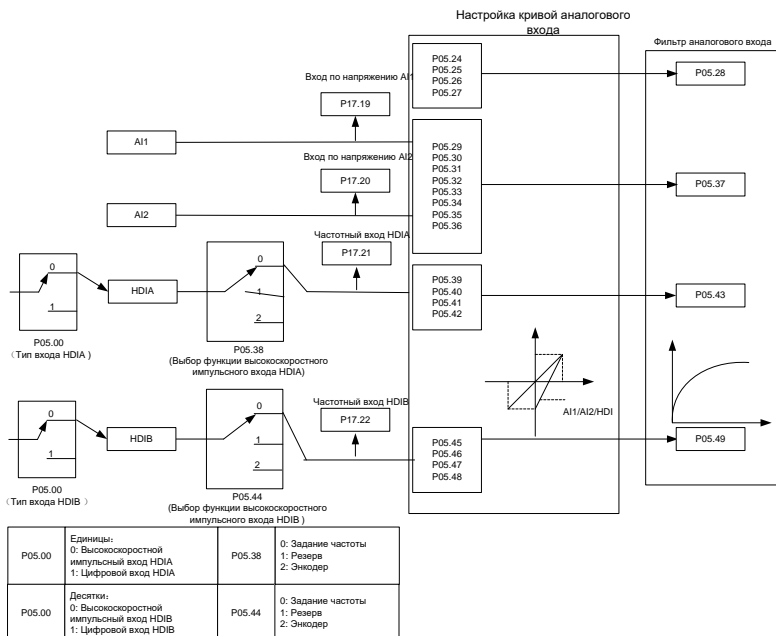 Настройка кривой аналогового
входа
Фильтр аналогового входа
P05.24
P05.25
P05.26
P05.27
P05.28
Вход по напряжению AI1
P17.19
AI1
Вход по напряжению AI2
P17.20
AI2
P05.29
P05.30
P05.31
P05.32
P05.33
P05.34
P05.35
P05.36
P05.37
Частотный вход HDIA
P17.21
0
1
P05.00
(Тип входа HDIA )
HDIA
0
1
2
P05.38
(Выбор функции высокоскоростного
импульсного входа HDIA)
P05.39
P05.40
P05.41
P05.42
P05.43
AI1/AI2/HDI
Частотный вход HDIB
P17.22
0
1
P05.00
(Тип входа HDIB )
HDIB
0
1
2
P05.44
(Выбор функции высокоскоростного
импульсного входа HDIB )
P05.45
P05.46
P05.47
P05.48
P05.49
P05.00
Единицы:
0: Высокоскоростной
импульсный вход HDIA
1: Цифровой вход HDIA
P05.38
0: Задание частоты
1: Резерв
2: Энкодер
P05.00
Десятки:
0: Высокоскоростной
импульсный вход HDIB
1: Цифровой вход HDIB
P05.44
0: Задание частоты
1: Резерв
2: Энкодер